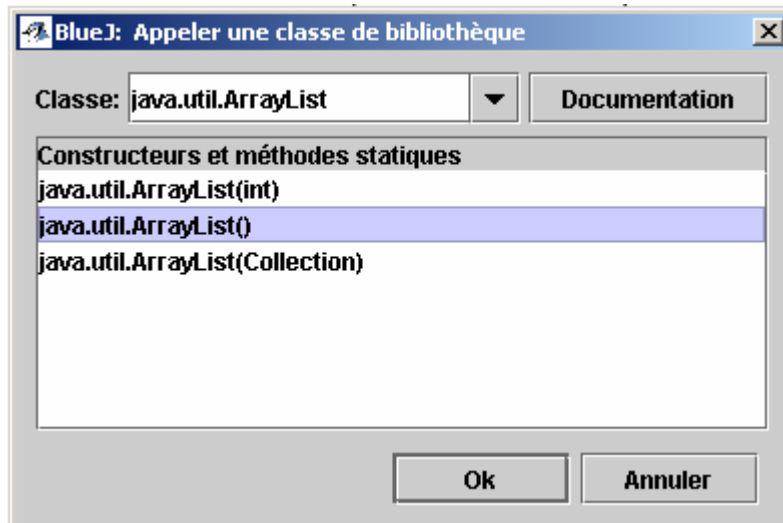 BlueJ: Appeler une classe de bibliothèque
Classe: java.util.ArrayList Documentation
Constructeurs et méthodes statiques
java.util.ArrayList(int)
java.util.ArrayList()
java.util.ArrayList(Collection)
Ok Annuler